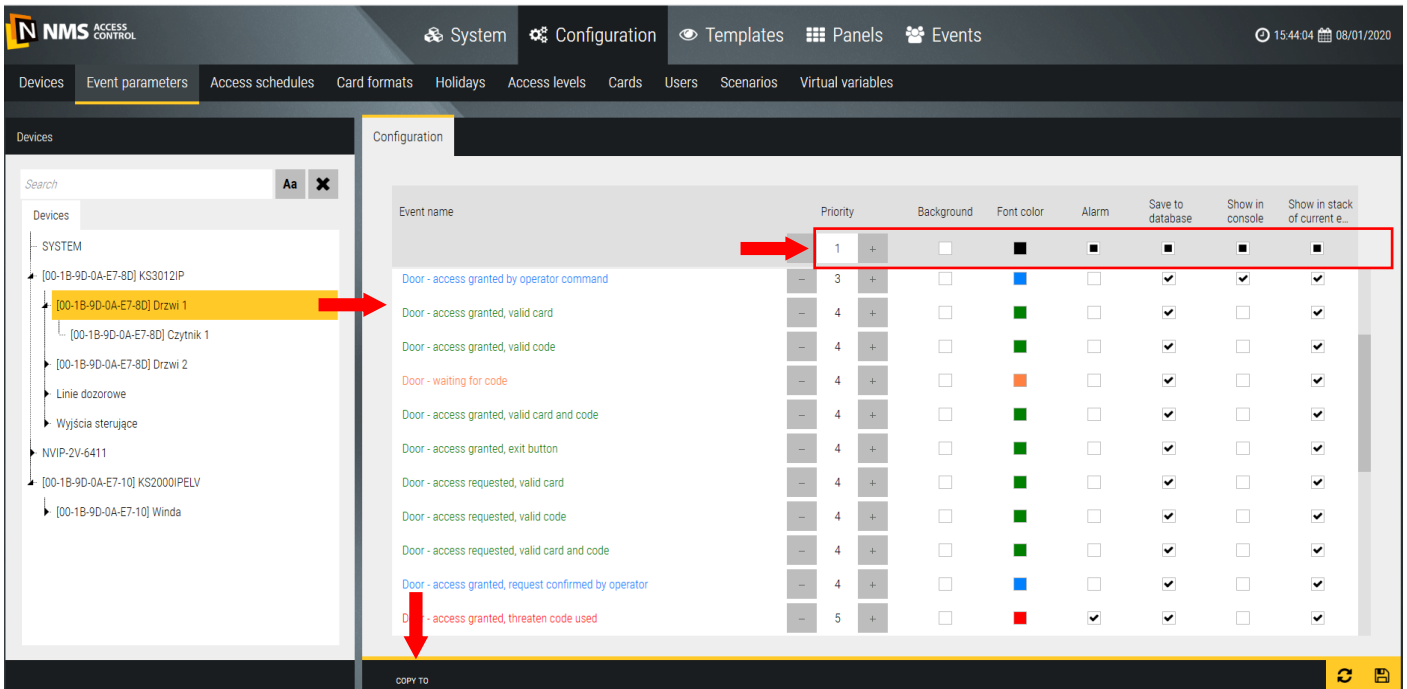 N NMS ACCESS CONTROL
System Configuration Templates Panels Events
15:44:04 08/01/2020
Devices Event parameters Access schedules Card formats Holidays Access levels Cards Users Scenarios Virtual variables
Devices
Search Aa
Devices
SYSTEM
[00-1B-9D-0A-E7-8D] KS3012IP
[00-1B-9D-0A-E7-8D] Drzwi 1
[00-1B-9D-0A-E7-8D] Czytnik 1
[00-1B-9D-0A-E7-8D] Drzwi 2
Linie dozorowe
Wyjścia sterujące
NVIP-2V-6411
[00-1B-9D-0A-E7-10] KS2000IPELV
[00-1B-9D-0A-E7-10] Winda
Configuration
Event name Priority Background Font color Alarm Save to database Show in console Show in stack of current e...
- 1 +
Door - access granted by operator command - 3 +
Door - access granted, valid card - 4 +
Door - access granted, valid code - 4 +
Door - waiting for code - 4 +
Door - access granted, valid card and code - 4 +
Door - access granted, exit button - 4 +
Door - access requested, valid card - 4 +
Door - access requested, valid code - 4 +
Door - access requested, valid card and code - 4 +
Door - access granted, request confirmed by operator - 4 +
Door - access granted, threaten code used - 5 +
COPY TO